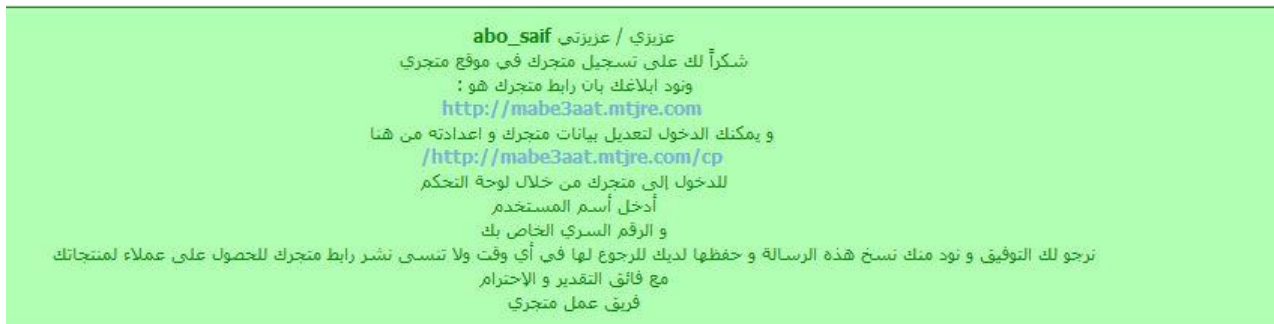 عزيزي / عزيزتي abo_saif
شكراً لك على تسجيل متجرك في موقع متجري
ونود ابلاغك بان رابط متجرك هو :
http://mabe3aat.mtjre.com
و يمكنك الدخول لتعديل بيانات متجرك و اعدادته من هنا
/http://mabe3aat.mtjre.com/cp
للدخول إلى متجرك من خلال لوحة التحكم
أدخل أسم المستخدم
و الرقم السري الخاص بك
نرجو لك التوفيق و نود منك نسخ هذه الرسالة و حفظها لديك للرجوع لها في أي وقت ولا تنسى نشر رابط متجرك للحصول على عملاء لمنتجاتك
مع فائق التقدير و الإحترام
فريق عمل متجري